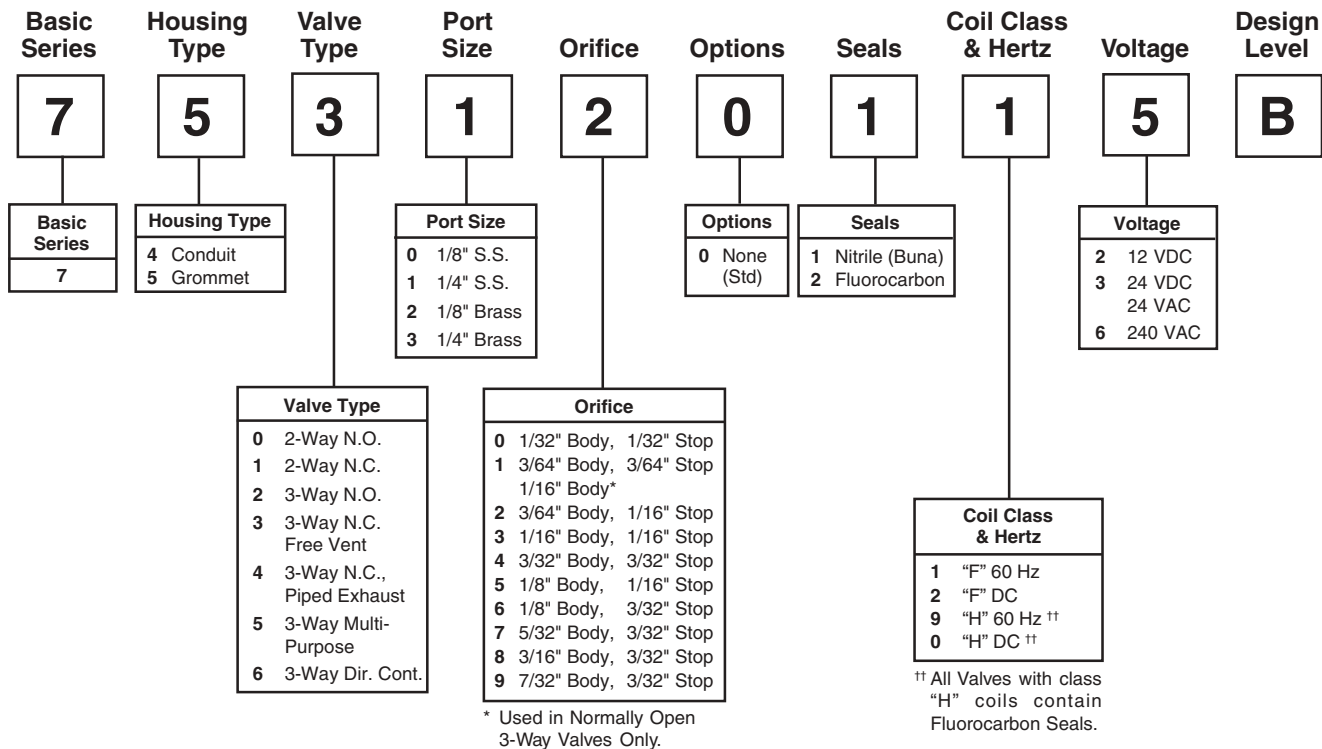 Basic Series
Housing Type
Valve Type
Port Size
Orifice
Options
Seals
Coil Class & Hertz
Voltage
Design Level
7 5 3 1 2 0 1 1 5 B
Basic
Series
7
Housing Type
4 Conduit
5 Grommet
Port Size
0 1/8" S.S.
1 1/4" S.S.
2 1/8" Brass
3 1/4" Brass
Options
0 None
(Std)
Seals
1 Nitrile (Buna)
2 Fluorocarbon
Voltage
2 12 VDC
3 24 VDC
24 VAC
6 240 VAC
Valve Type
0 2-Way N.O.
1 2-Way N.C.
2 3-Way N.O.
3 3-Way N.C.
Free Vent
4 3-Way N.C.,
Piped Exhaust
5 3-Way Multi-
Purpose
6 3-Way Dir. Cont.
Orifice
0 1/32" Body, 1/32" Stop
1 3/64" Body, 3/64" Stop
1/16" Body*
2 3/64" Body, 1/16" Stop
3 1/16" Body, 1/16" Stop
4 3/32" Body, 3/32" Stop
5 1/8" Body, 1/16" Stop
6 1/8" Body, 3/32" Stop
7 5/32" Body, 3/32" Stop
8 3/16" Body, 3/32" Stop
9 7/32" Body, 3/32" Stop
* Used in Normally Open
3-Way Valves Only.
Coil Class
& Hertz
1 “F” 60 Hz
2 “F” DC
9 “H” 60 Hz ††
0 “H” DC ††
†† All Valves with class
“H” coils contain
Fluorocarbon Seals.